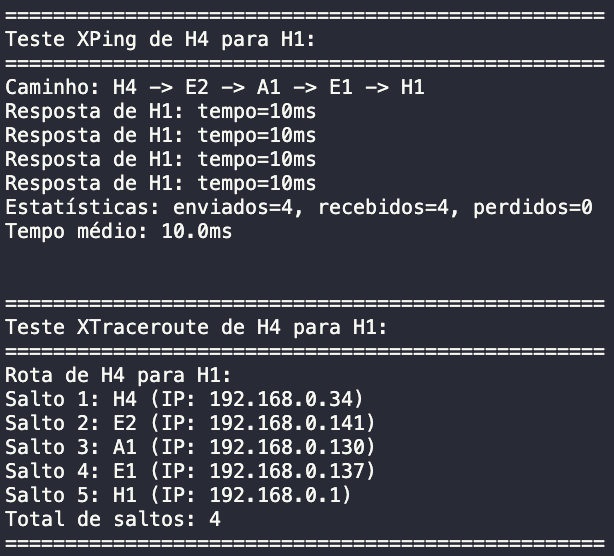 ==================================================
Teste XPing de H4 para H1:
==================================================
Caminho: H4 -> E2 -> A1 -> E1 -> H1
Resposta de H1: tempo=10ms
Resposta de H1: tempo=10ms
Resposta de H1: tempo=10ms
Resposta de H1: tempo=10ms
Estatísticas: enviados=4, recebidos=4, perdidos=0
Tempo médio: 10.0ms
==================================================
Teste XTraceroute de H4 para H1:
==================================================
Rota de H4 para H1:
Salto 1: H4 (IP: 192.168.0.34)
Salto 2: E2 (IP: 192.168.0.141)
Salto 3: A1 (IP: 192.168.0.130)
Salto 4: E1 (IP: 192.168.0.137)
Salto 5: H1 (IP: 192.168.0.1)
Total de saltos: 4
==================================================